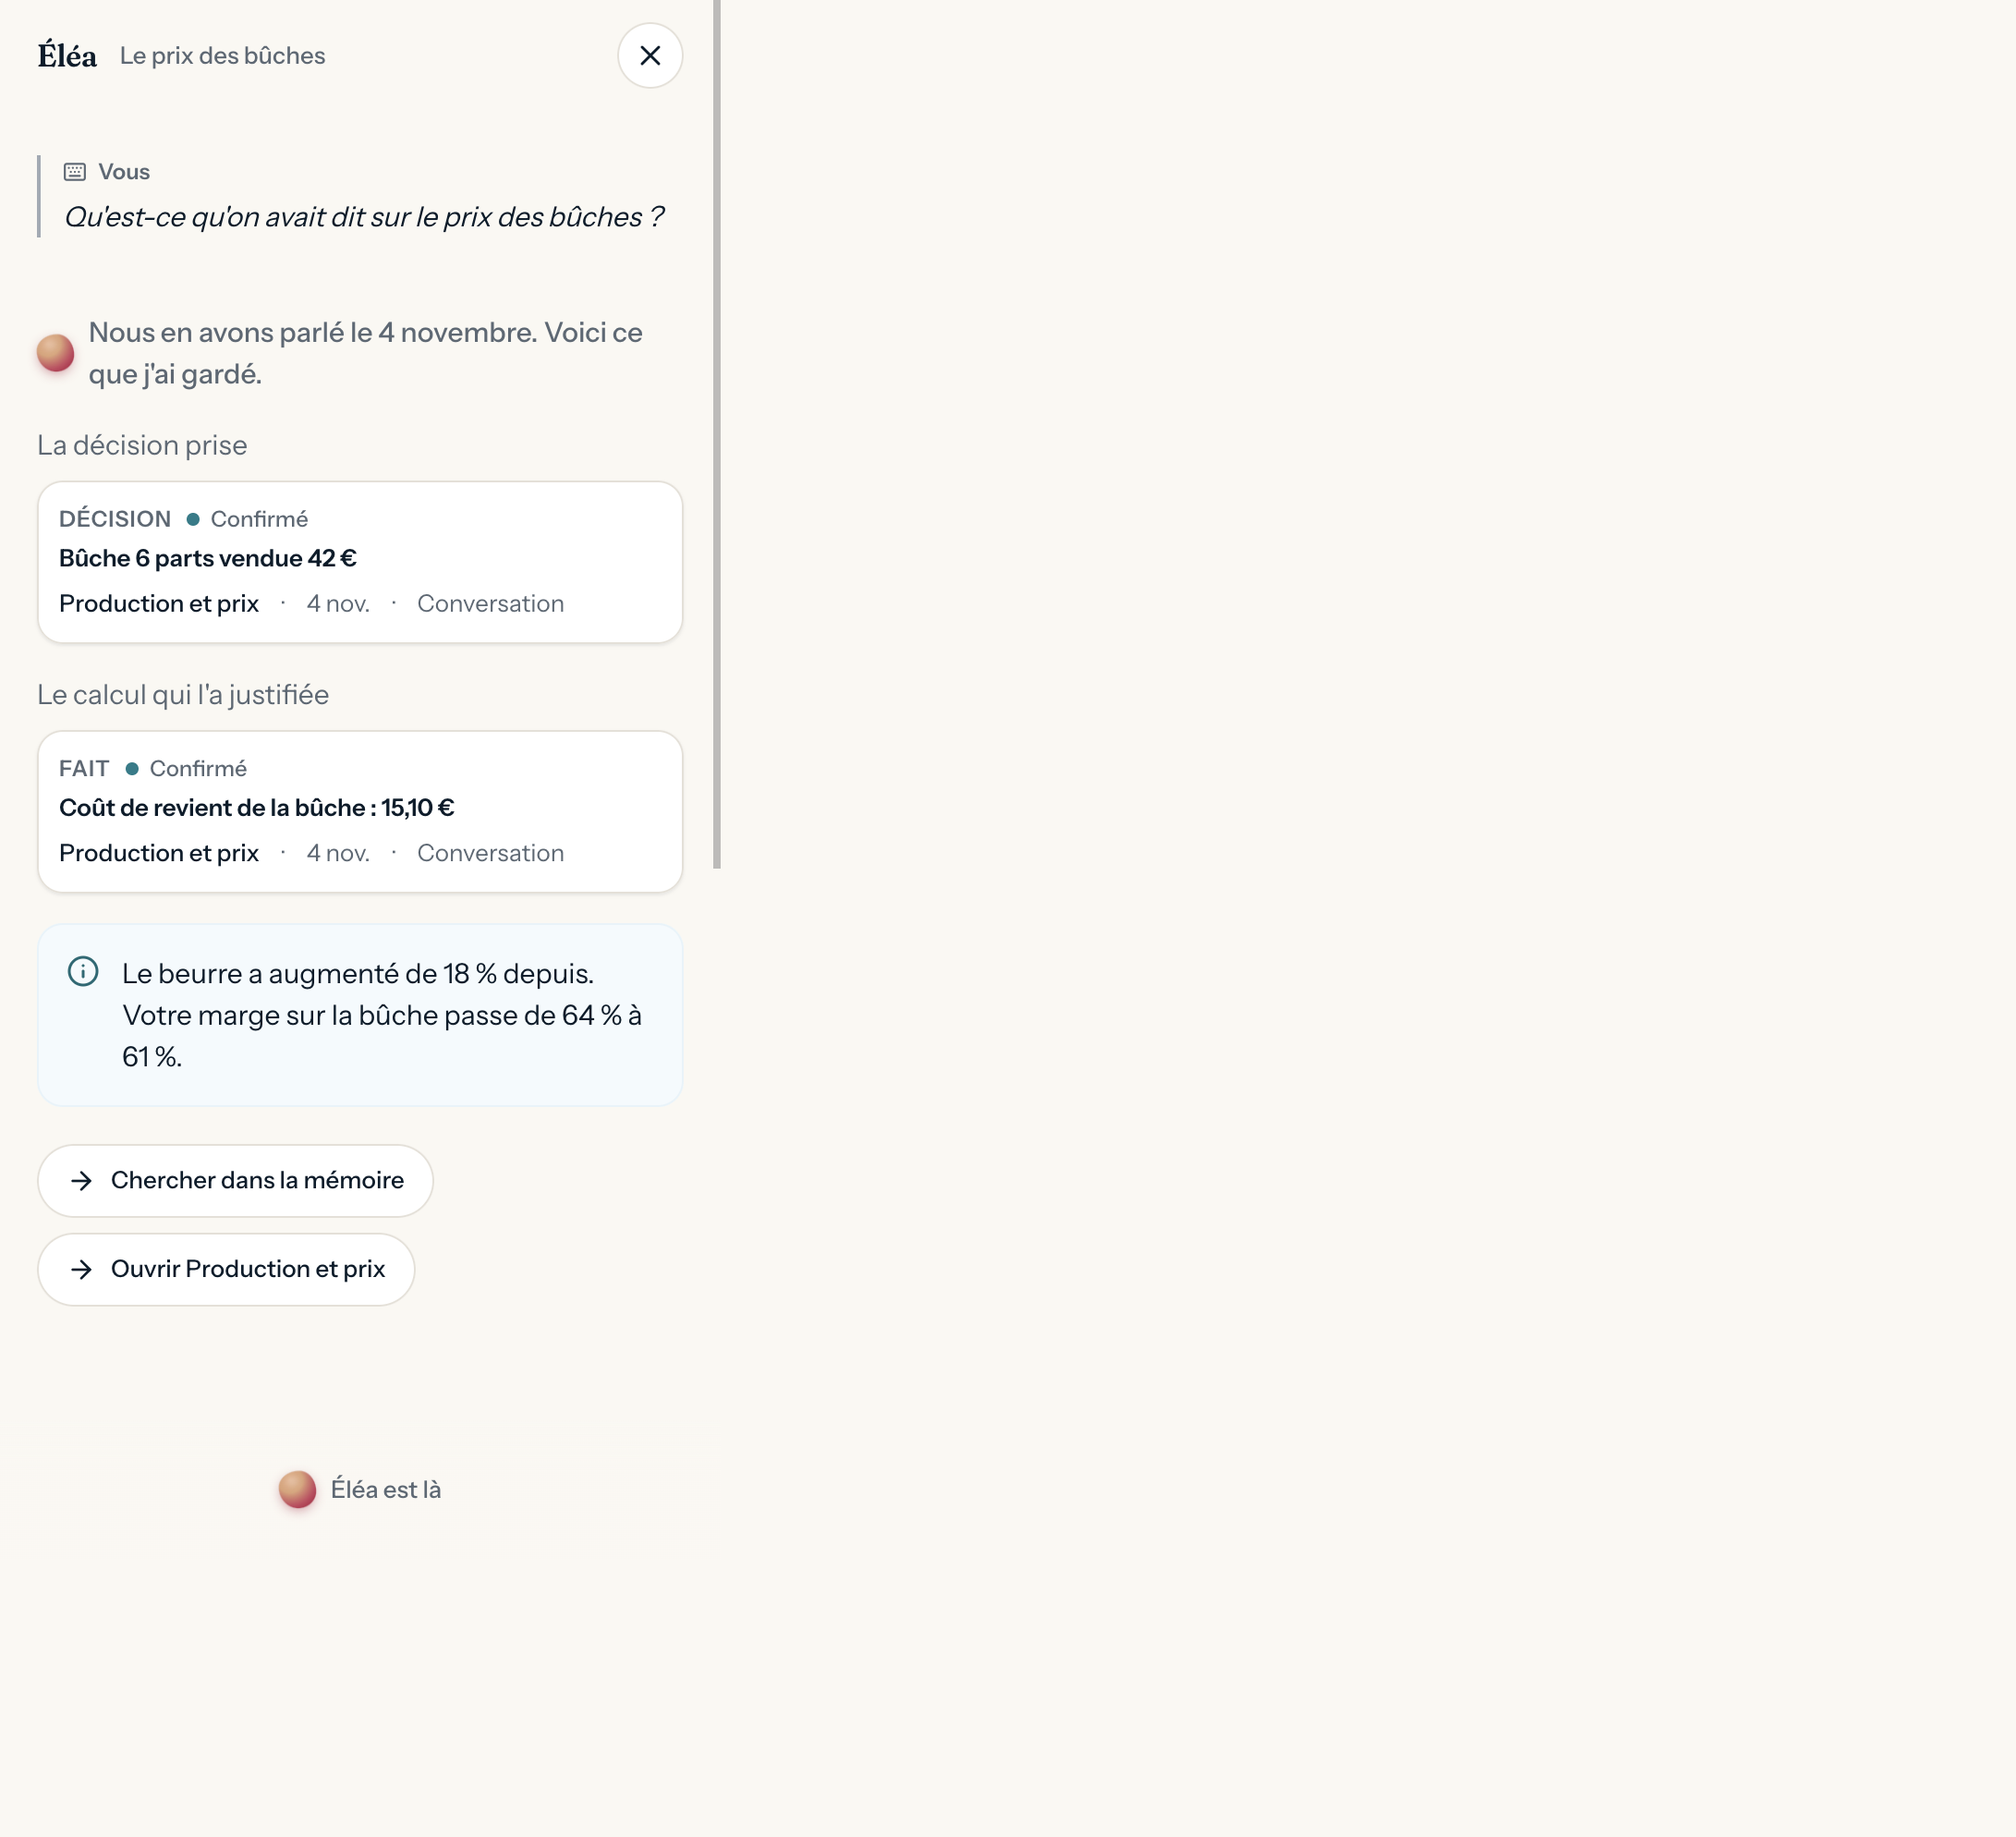 Éléa Le prix des bûches
Vous
Qu'est-ce qu'on avait dit sur le prix des bûches ?
Nous en avons parlé le 4 novembre. Voici ce
que j'ai gardé.
La décision prise
DÉCISION Confirmé
Bûche 6 parts vendue 42 €
Production et prix · 4 nov. · Conversation
Le calcul qui l'a justifiée
FAIT Confirmé
Coût de revient de la bûche : 15,10 €
Production et prix · 4 nov. · Conversation
Le beurre a augmenté de 18 % depuis.
Votre marge sur la bûche passe de 64 % à
61 %.
Chercher dans la mémoire
Ouvrir Production et prix
Éléa est là